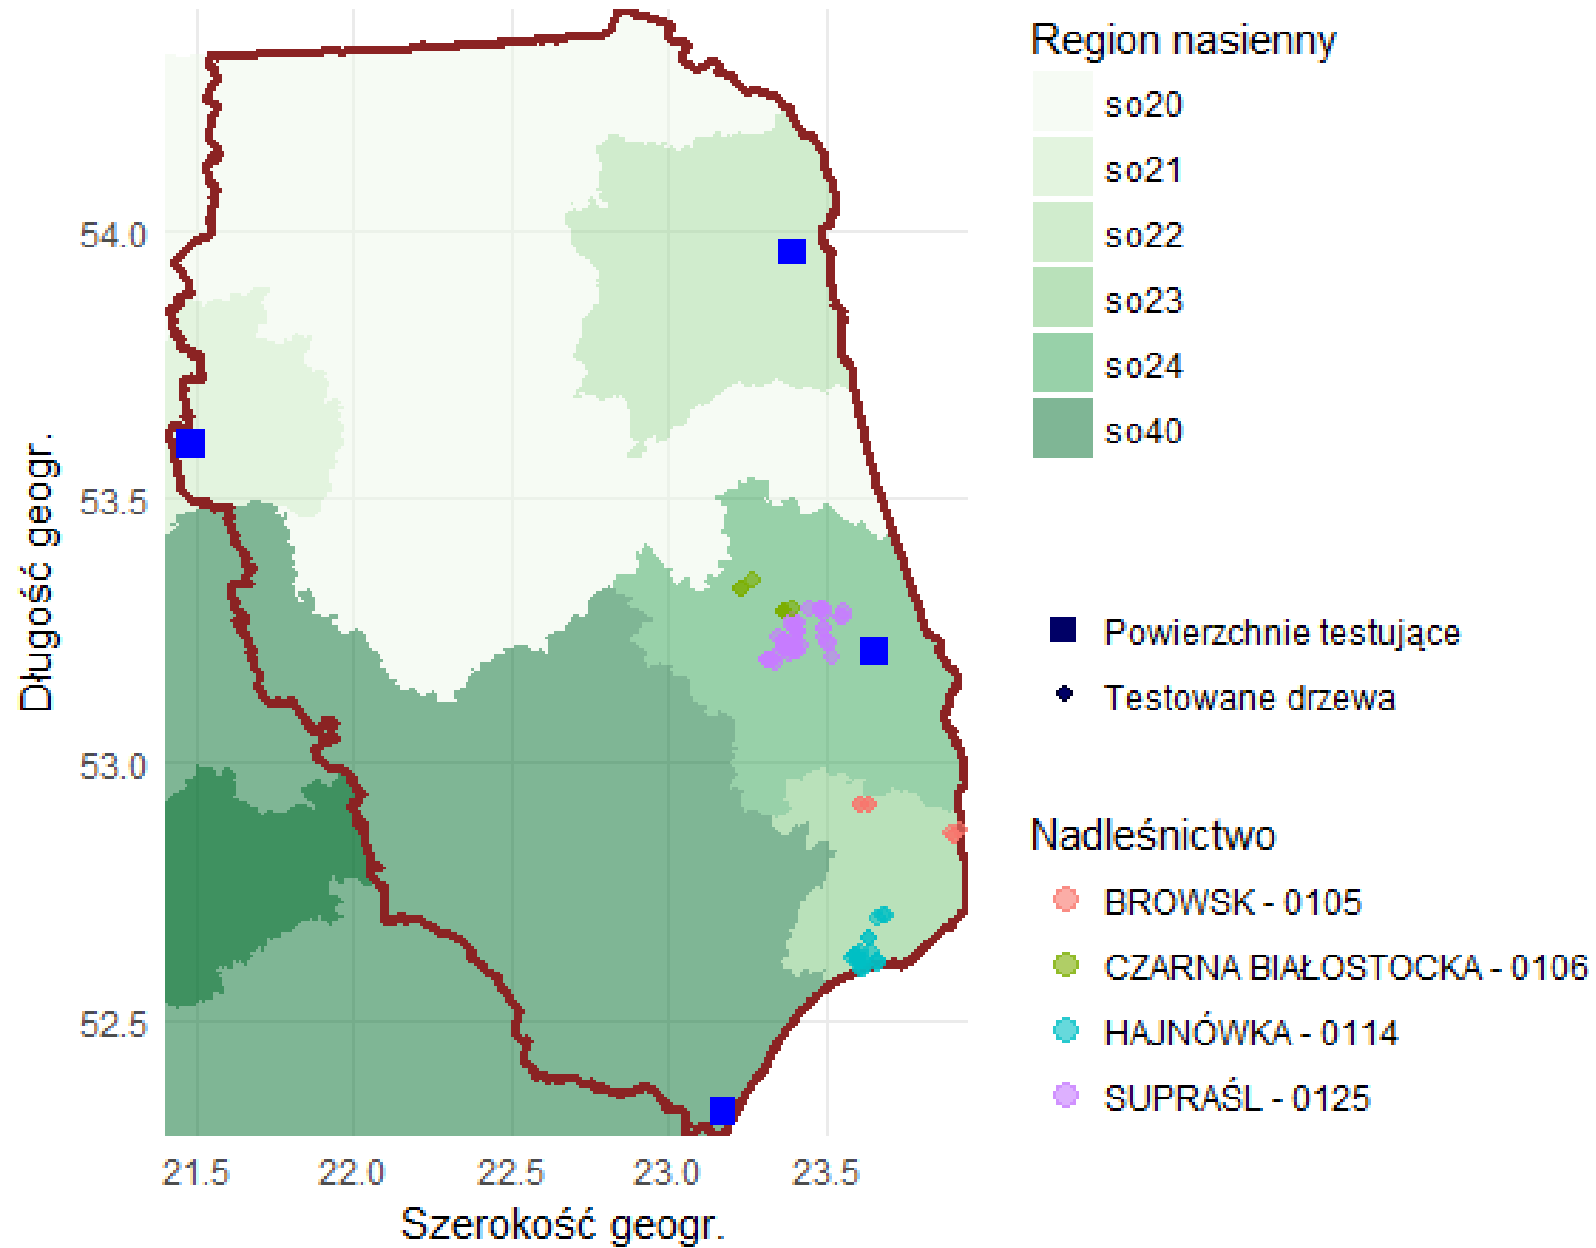 Region nasienny
so20
so21
so22
so23
so24
so40
Powierzchnie testujące
Testowane drzewa
Nadleśnictwo
BROWSK - 0105
CZARNA BIAŁOSTOCKA - 0106
HAJNÓWKA - 0114
SUPRAŚL - 0125
Długość geogr.
54.0
53.5
53.0
52.5
21.5
22.0
22.5
23.0
23.5
Szerokość geogr.